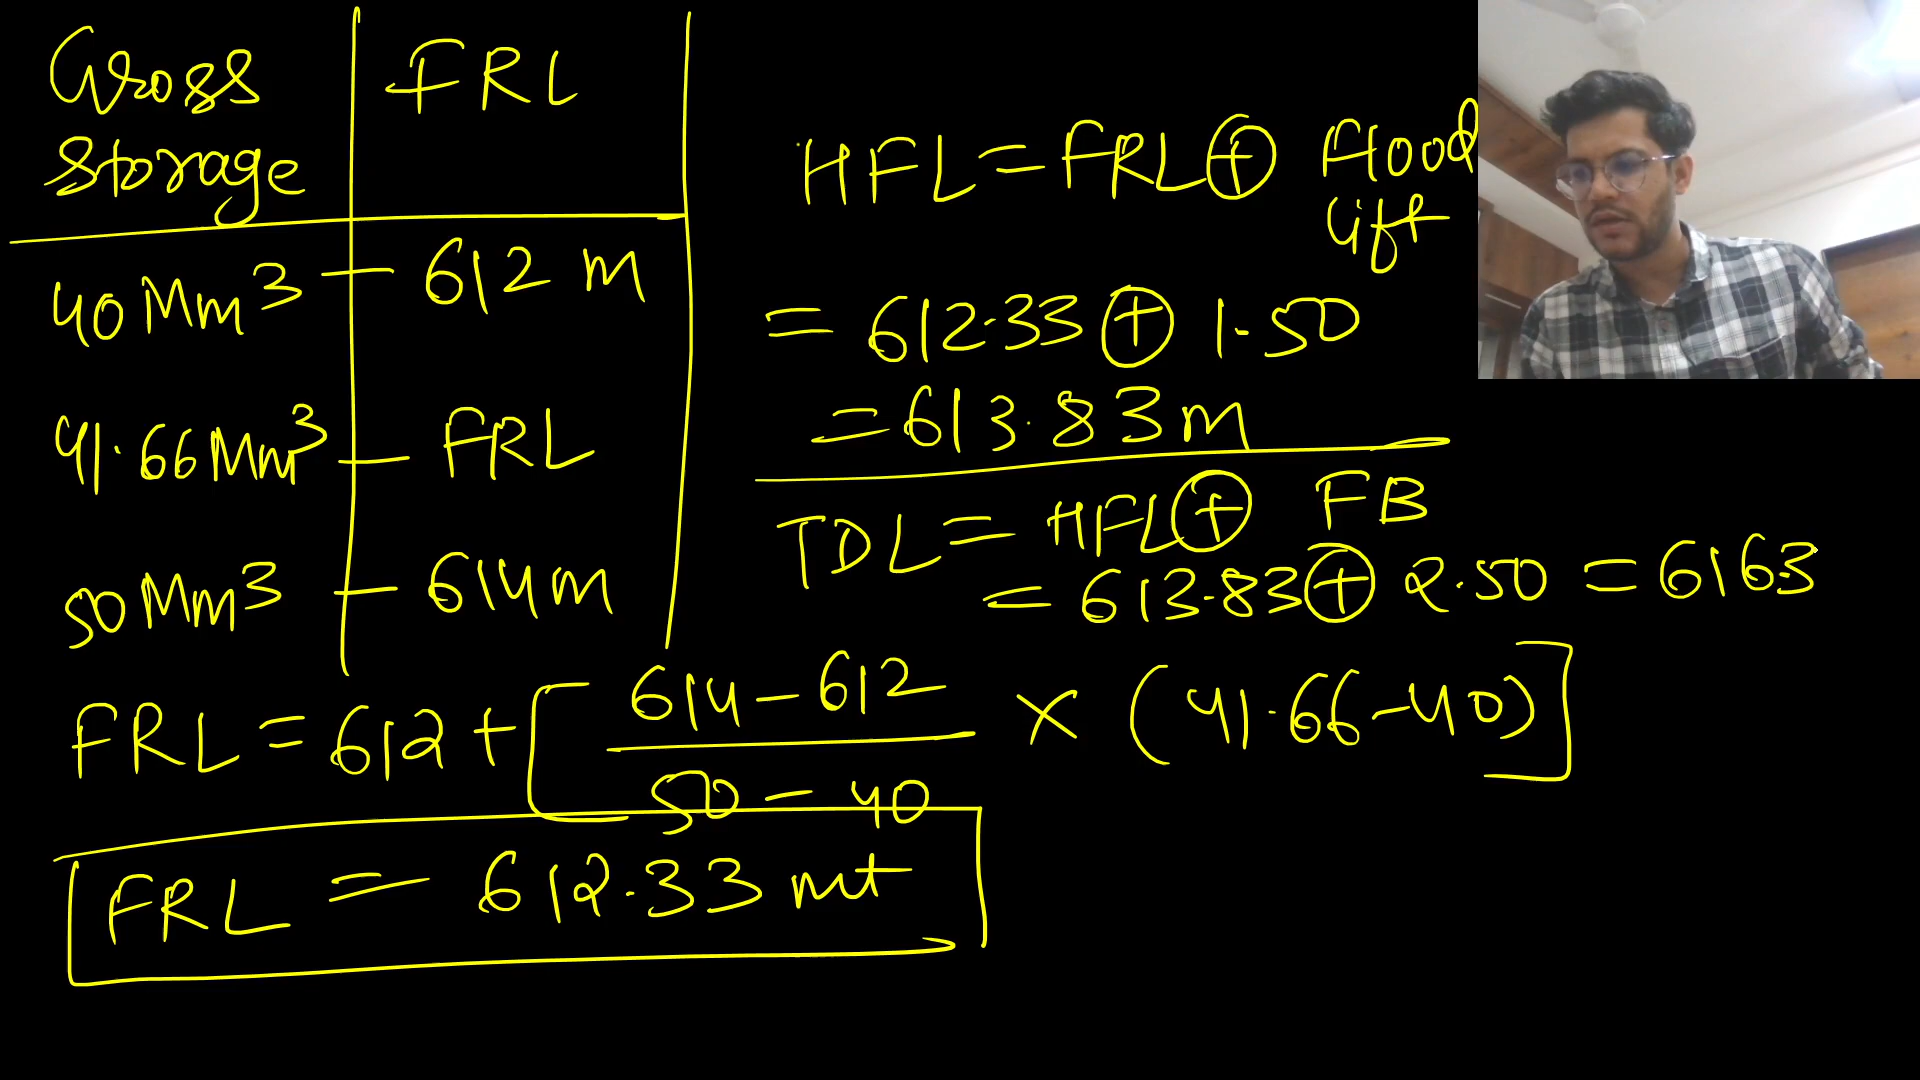 Gross Storage | FRL
40 Mm³ — 612 m
41.66 Mm³ — FRL
50 Mm³ — 614 m
HFL = FRL ⊕ Flood lift
= 612.33 ⊕ 1.50
= 613.83 m
TDL = HFL ⊕ FB
= 613.83 ⊕ 2.50 = 616.3
FRL = 612 + [ (614 – 612) / (50 – 40) × (41.66 – 40) ]
FRL = 612.33 mt